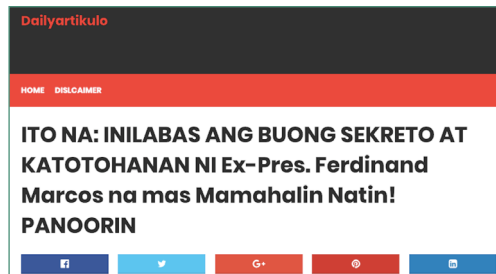 Dailyartikulo
HOME DISLCAIMER
ITO NA: INILABAS ANG BUONG SEKRETO AT
KATOTOHANAN NI Ex-Pres. Ferdinand
Marcos na mas Mamahalin Natin!
PANOORIN